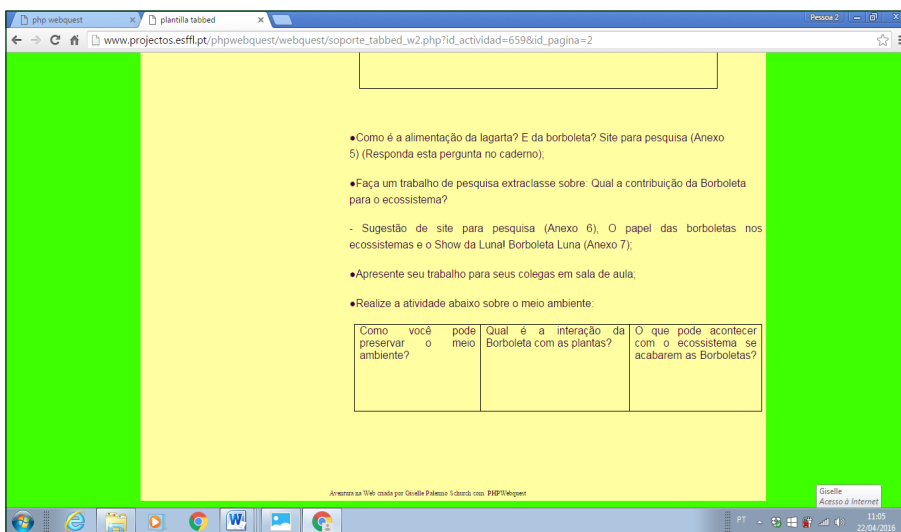 php webquest
plantilla tabbed
Pessoa 2
www.projectos.esffl.pt/phpwebquest/webquest/soporte_tabbed_w2.php?id_actividad=659&id_pagina=2
●Como é a alimentação da lagarta? E da borboleta? Site para pesquisa (Anexo
5) (Responda esta pergunta no caderno);
●Faça um trabalho de pesquisa extraclasse sobre: Qual a contribuição da Borboleta
para o ecossistema?
- Sugestão de site para pesquisa (Anexo 6), O papel das borboletas nos
ecossistemas e o Show da Luna! Borboleta Luna (Anexo 7);
●Apresente seu trabalho para seus colegas em sala de aula;
●Realize a atividade abaixo sobre o meio ambiente:
Como você pode
preservar o meio
ambiente?
Qual é a interação da
Borboleta com as plantas?
O que pode acontecer
com o ecossistema se
acabarem as Borboletas?
Aventura na Web criada por Giselle Palermo Schurch com PHPWebquest
Giselle
Acesso à Internet
PT
11:05
22/04/2016